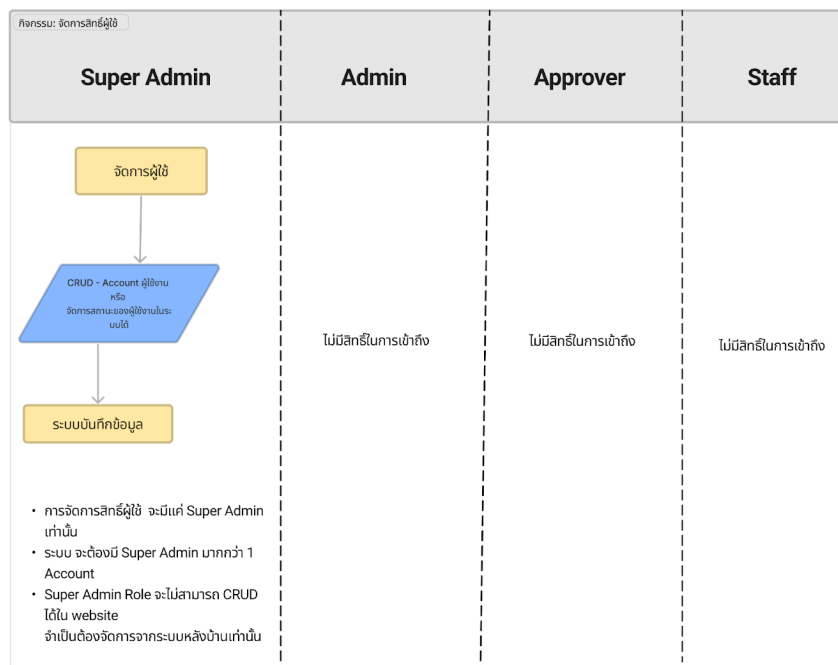 กิจกรรม: จัดการสิทธิ์ผู้ใช้
Super Admin
Admin
Approver
Staff
จัดการผู้ใช้
CRUD - Account ผู้ใช้งาน
หรือ
จัดการสถานะของผู้ใช้งานในระ
บบได้
ไม่มีสิทธิ์ในการเข้าถึง
ไม่มีสิทธิ์ในการเข้าถึง
ไม่มีสิทธิ์ในการเข้าถึง
ระบบบันทึกข้อมูล
• การจัดการสิทธิ์ผู้ใช้ จะมีแค่ Super Admin
เท่านั้น
• ระบบ จะต้องมี Super Admin มากกว่า 1
Account
• Super Admin Role จะไม่สามารถ CRUD
ได้ใน website
จำเป็นต้องจัดการจากระบบหลังบ้านเท่านั้น